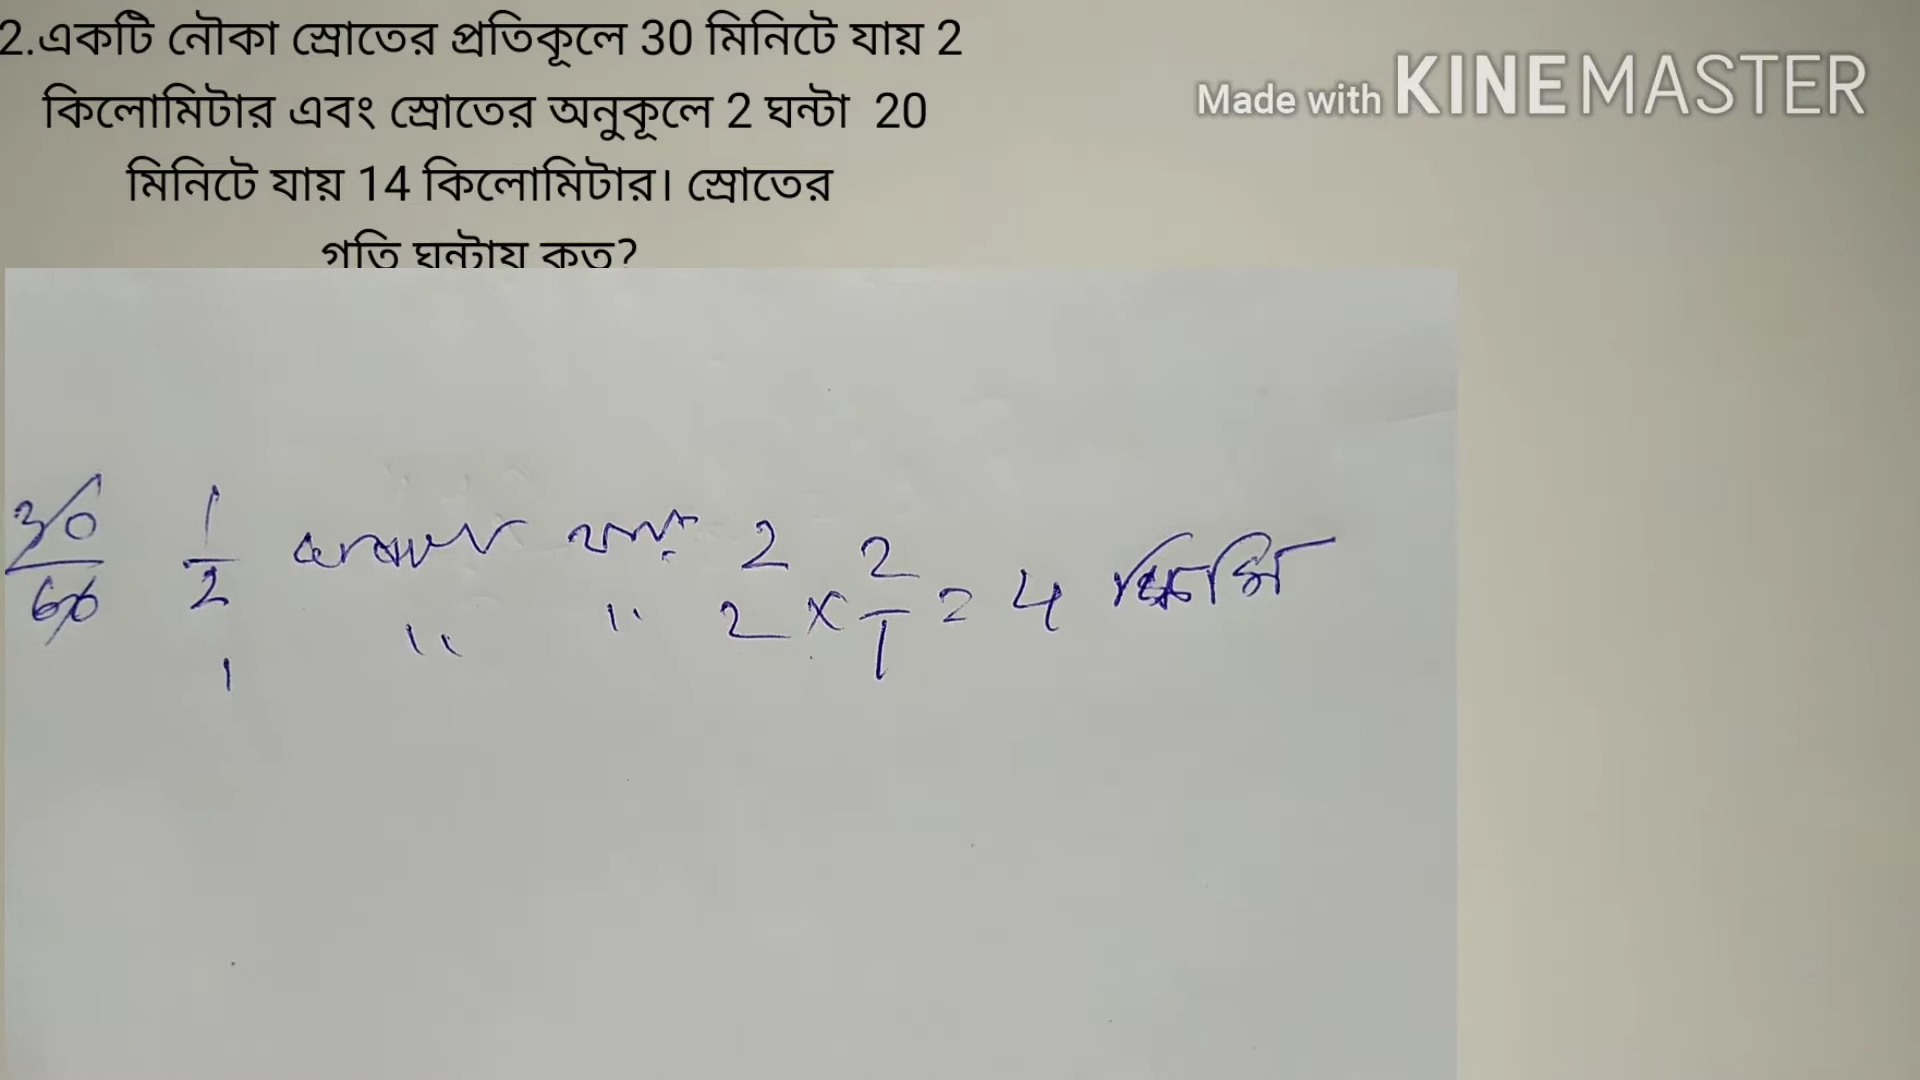 2.একটি নৌকা স্রোতের প্রতিকূলে 30 মিনিটে যায় 2
কিলোমিটার এবং স্রোতের অনুকূলে 2 ঘন্টা 20
মিনিটে যায় 14 কিলোমিটার। স্রোতের
গতি ঘন্টায় কত?
Made with KINEMASTER
30/60 1/2 যায় 2
1 " " 2 × 2/1 = 4 কিমি